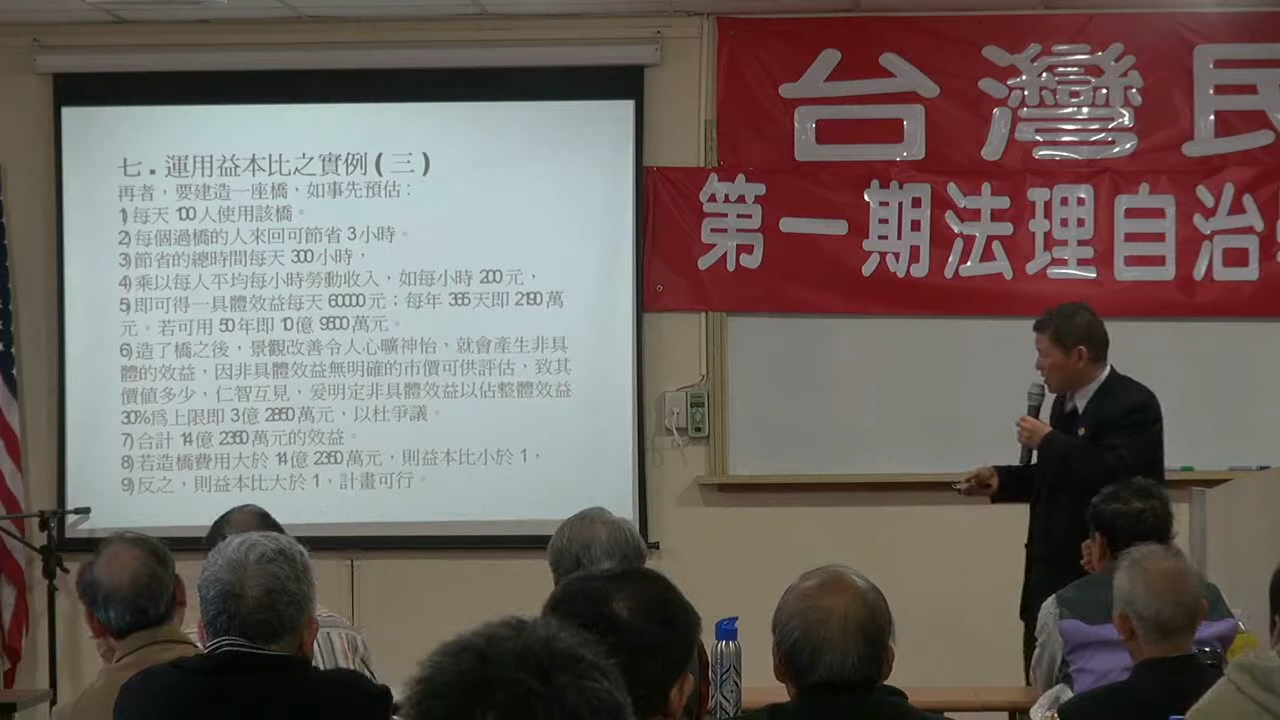 七．運用益本比之實例(三)
再者，要建造一座橋，如事先預估：
1)每天100人使用該橋。
2)每個過橋的人來回可節省3小時。
3)節省的總時間每天300小時，
4)乘以每人平均每小時勞動收入，如每小時200元，
5)即可得一具體效益每天60000元；每年365天即2190萬
元。若可用50年即10億9500萬元。
6)造了橋之後，景觀改善令人心曠神怡，就會產生非具
體的效益，因非具體效益無明確的市價可供評估，致其
價值多少，仁智互見，爰明定非具體效益以佔整體效益
30%爲上限即3億2850萬元，以杜爭議。
7)合計14億2350萬元的效益。
8)若造橋費用大於14億2350萬元，則益本比小於1，
9)反之，則益本比大於1，計畫可行。
台灣民
第一期法理自治